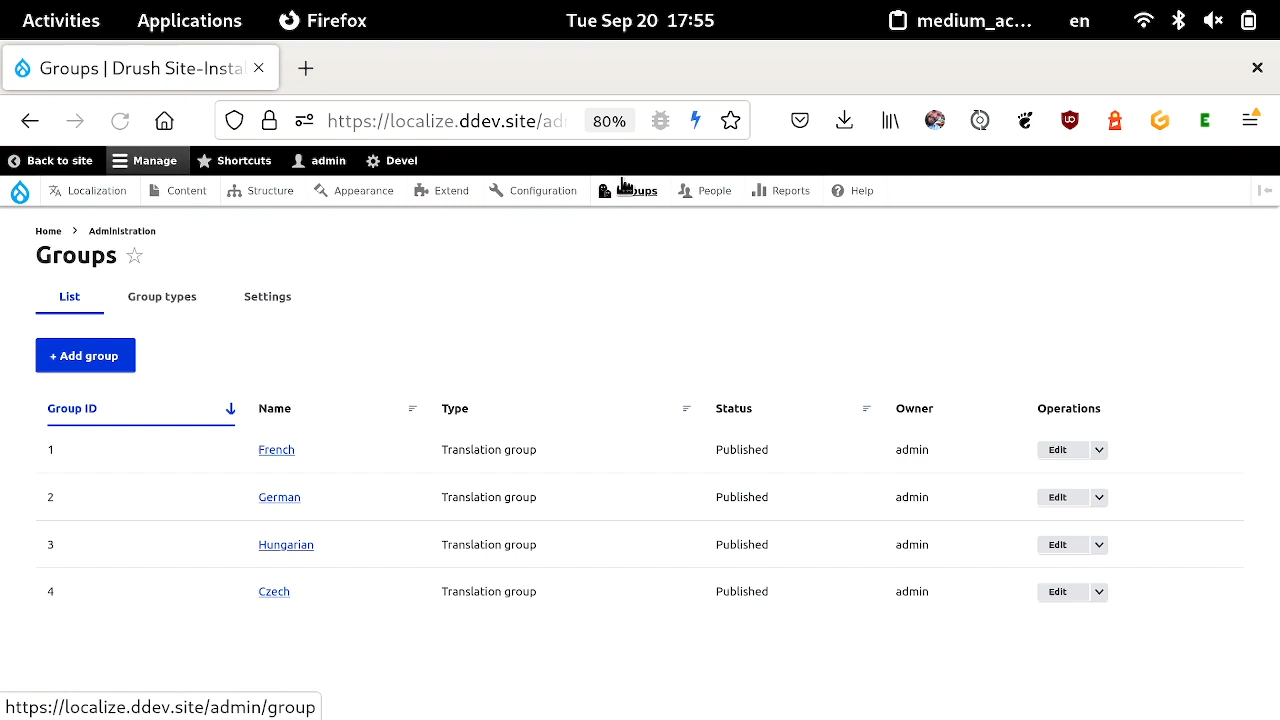 Activities Applications Firefox Tue Sep 20 17:55 medium_ac... en
Groups | Drush Site-Insta
https://localize.ddev.site/ad 80%
Back to site Manage Shortcuts admin Devel
Localization Content Structure Appearance Extend Configuration Groups People Reports Help
Home Administration
Groups
List Group types Settings
+ Add group
Group ID Name Type Status Owner Operations
1 French Translation group Published admin Edit
2 German Translation group Published admin Edit
3 Hungarian Translation group Published admin Edit
4 Czech Translation group Published admin Edit
https://localize.ddev.site/admin/group